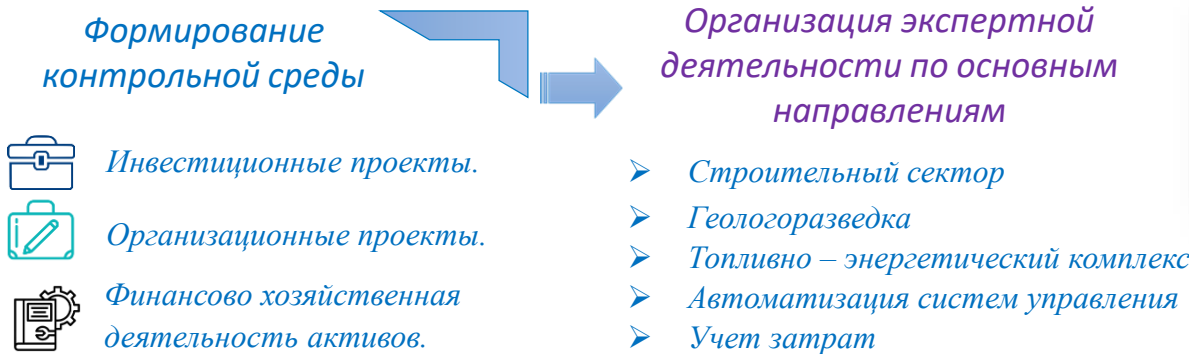 Формирование
контрольной среды
Инвестиционные проекты.
Организационные проекты.
Финансово хозяйственная
деятельность активов.
Организация экспертной
деятельности по основным
направлениям
Строительный сектор
Геологоразведка
Топливно – энергетический комплекс
Автоматизация систем управления
Учет затрат